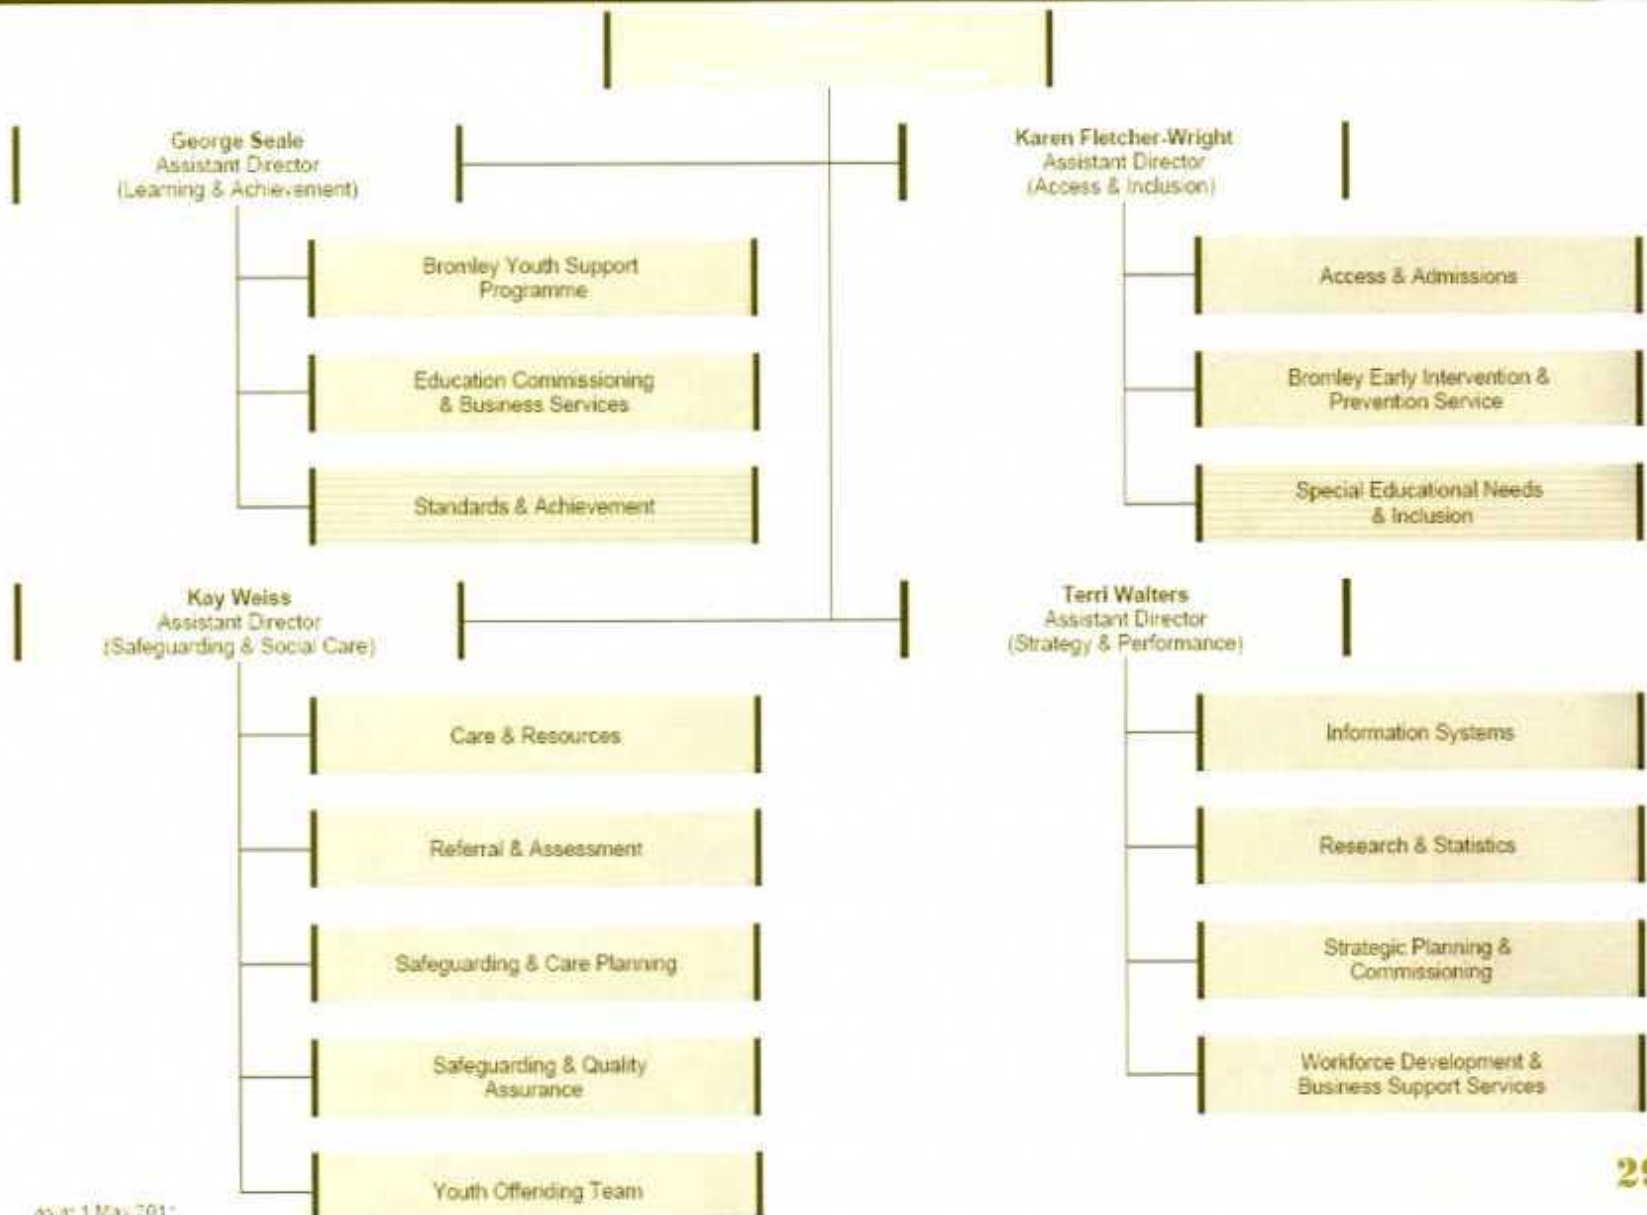 George Seale
Assistant Director
(Learning & Achievement)
Bromley Youth Support
Programme
Education Commissioning
& Business Services
Standards & Achievement
Karen Fletcher-Wright
Assistant Director
(Access & Inclusion)
Access & Admissions
Bromley Early Intervention &
Prevention Service
Special Educational Needs
& Inclusion
Kay Weiss
Assistant Director
(Safeguarding & Social Care)
Care & Resources
Referral & Assessment
Safeguarding & Care Planning
Safeguarding & Quality
Assurance
Youth Offending Team
Terri Walters
Assistant Director
(Strategy & Performance)
Information Systems
Research & Statistics
Strategic Planning &
Commissioning
Workforce Development &
Business Support Services
1 May